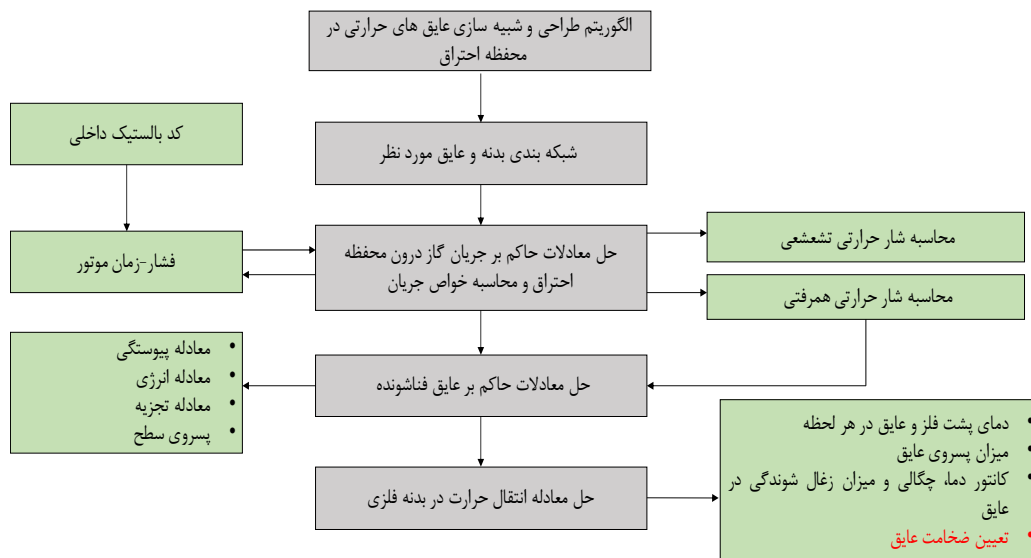 الگوریتم طراحی و شبیه سازی عایق های حرارتی در
محفظه احتراق
کد بالستیک داخلی
شبکه بندی بدنه و عایق مورد نظر
فشار-زمان موتور
حل معادلات حاکم بر جریان گاز درون محفظه
احتراق و محاسبه خواص جریان
محاسبه شار حرارتی تشعشعی
محاسبه شار حرارتی همرفتی
• معادله پیوستگی
• معادله انرژی
• معادله تجزیه
• پسروی سطح
حل معادلات حاکم بر عایق فناشونده
حل معادله انتقال حرارت در بدنه فلزی
• دمای پشت فلز و عایق در هر لحظه
• میزان پسروی عایق
• کانتور دما، چگالی و میزان زغال شوندگی در
عایق
• تعیین ضخامت عایق